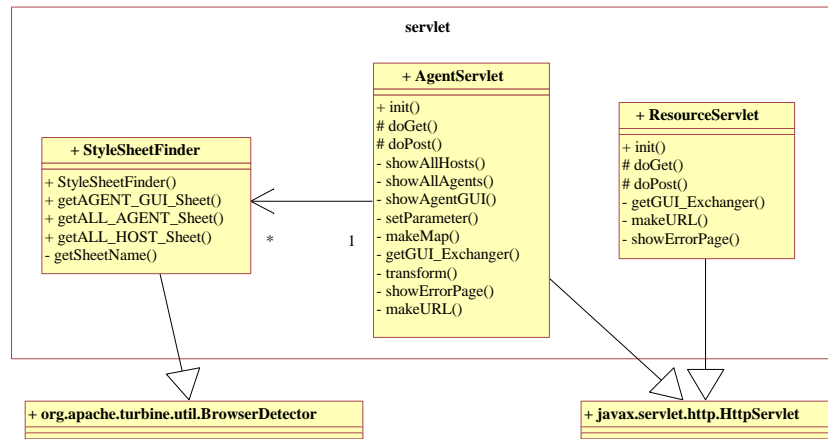 servlet
+ AgentServlet
+ init()
# doGet()
# doPost()
- showAllHosts()
- showAllAgents()
- showAgentGUI()
- setParameter()
- makeMap()
- getGUI_Exchanger()
- transform()
- showErrorPage()
- makeURL()
+ ResourceServlet
+ init()
# doGet()
# doPost()
- getGUI_Exchanger()
- makeURL()
- showErrorPage()
+ StyleSheetFinder
+ StyleSheetFinder()
+ getAGENT_GUI_Sheet()
+ getALL_AGENT_Sheet()
+ getALL_HOST_Sheet()
- getSheetName()
*
1
+ org.apache.turbine.util.BrowserDetector
+ javax.servlet.http.HttpServlet